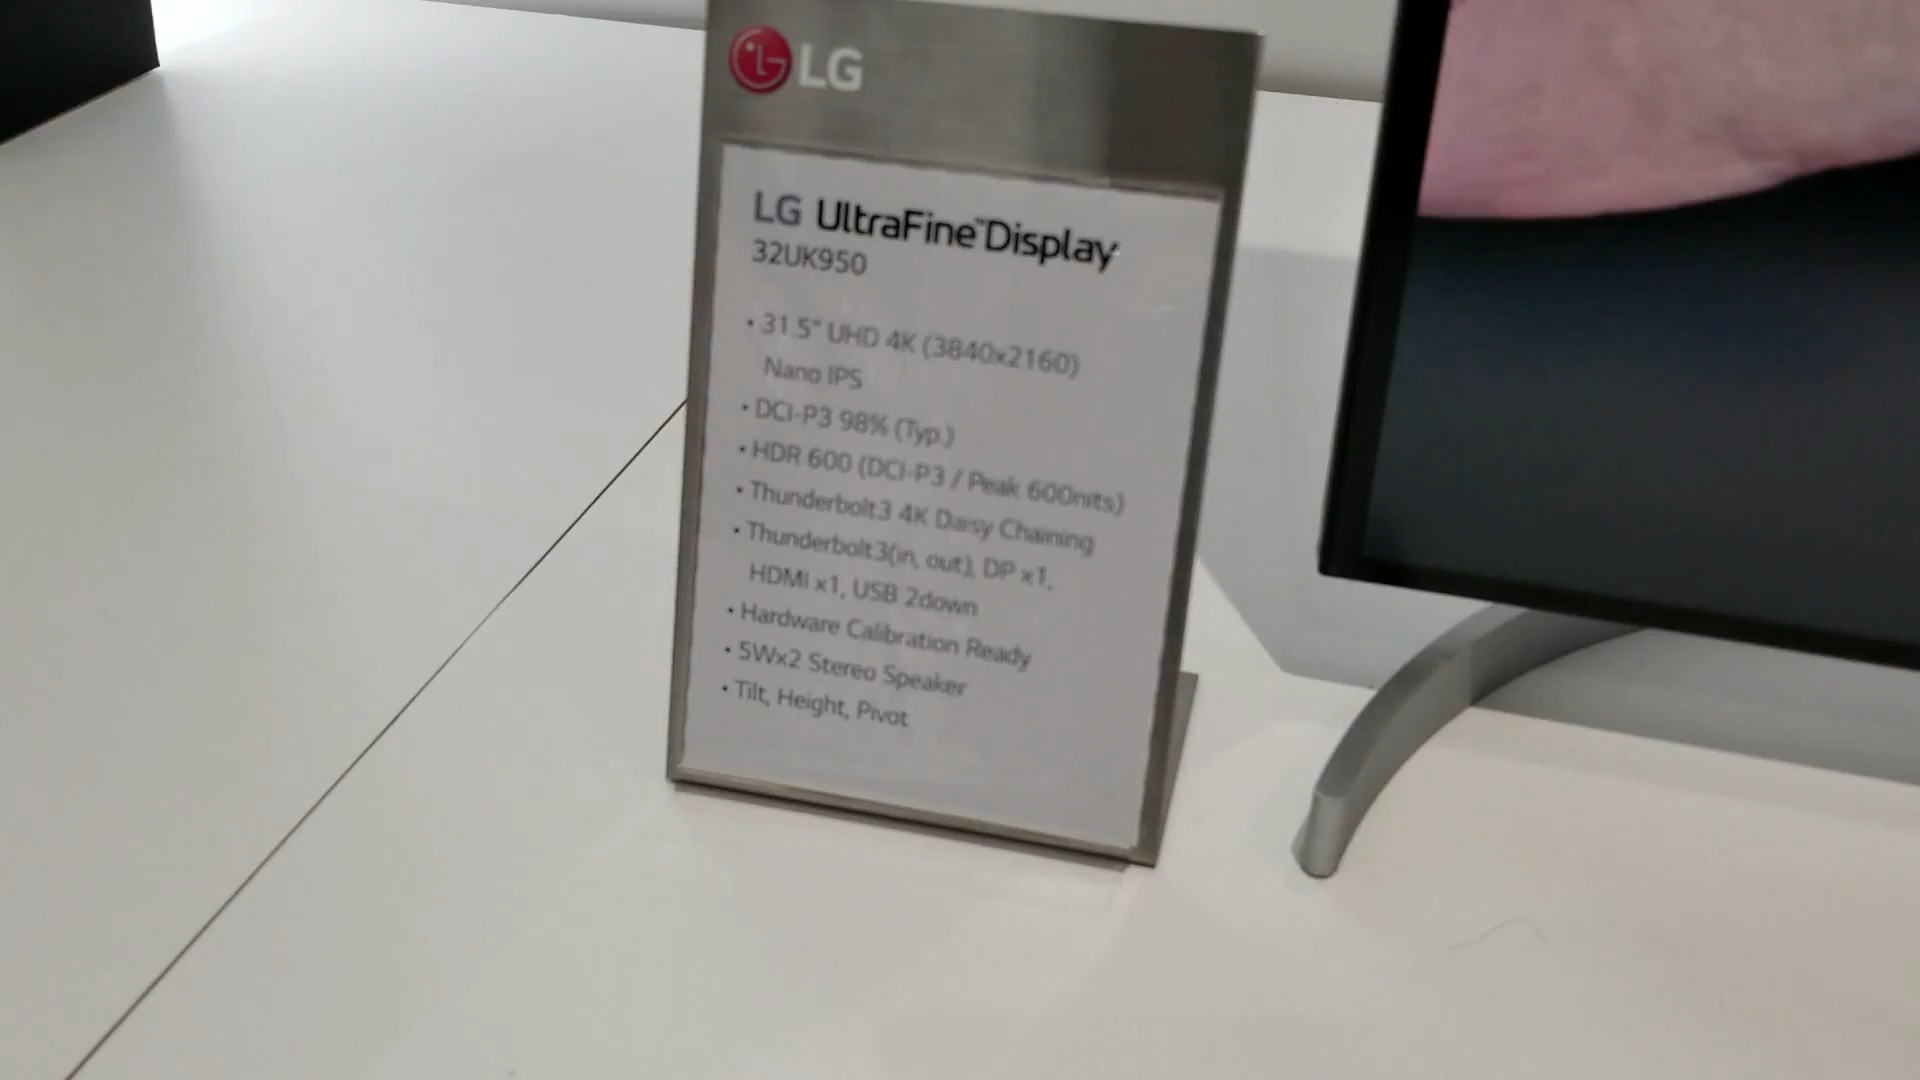 LG
LG UltraFine™Display
32UK950
• 31.5" UHD 4K (3840x2160)
Nano IPS
• DCI-P3 98% (Typ.)
• HDR 600 (DCI-P3 / Peak 600nits)
• Thunderbolt3 4K Daisy Chaining
• Thunderbolt3(in, out), DP x1,
HDMI x1, USB 2down
• Hardware Calibration Ready
• 5Wx2 Stereo Speaker
• Tilt, Height, Pivot